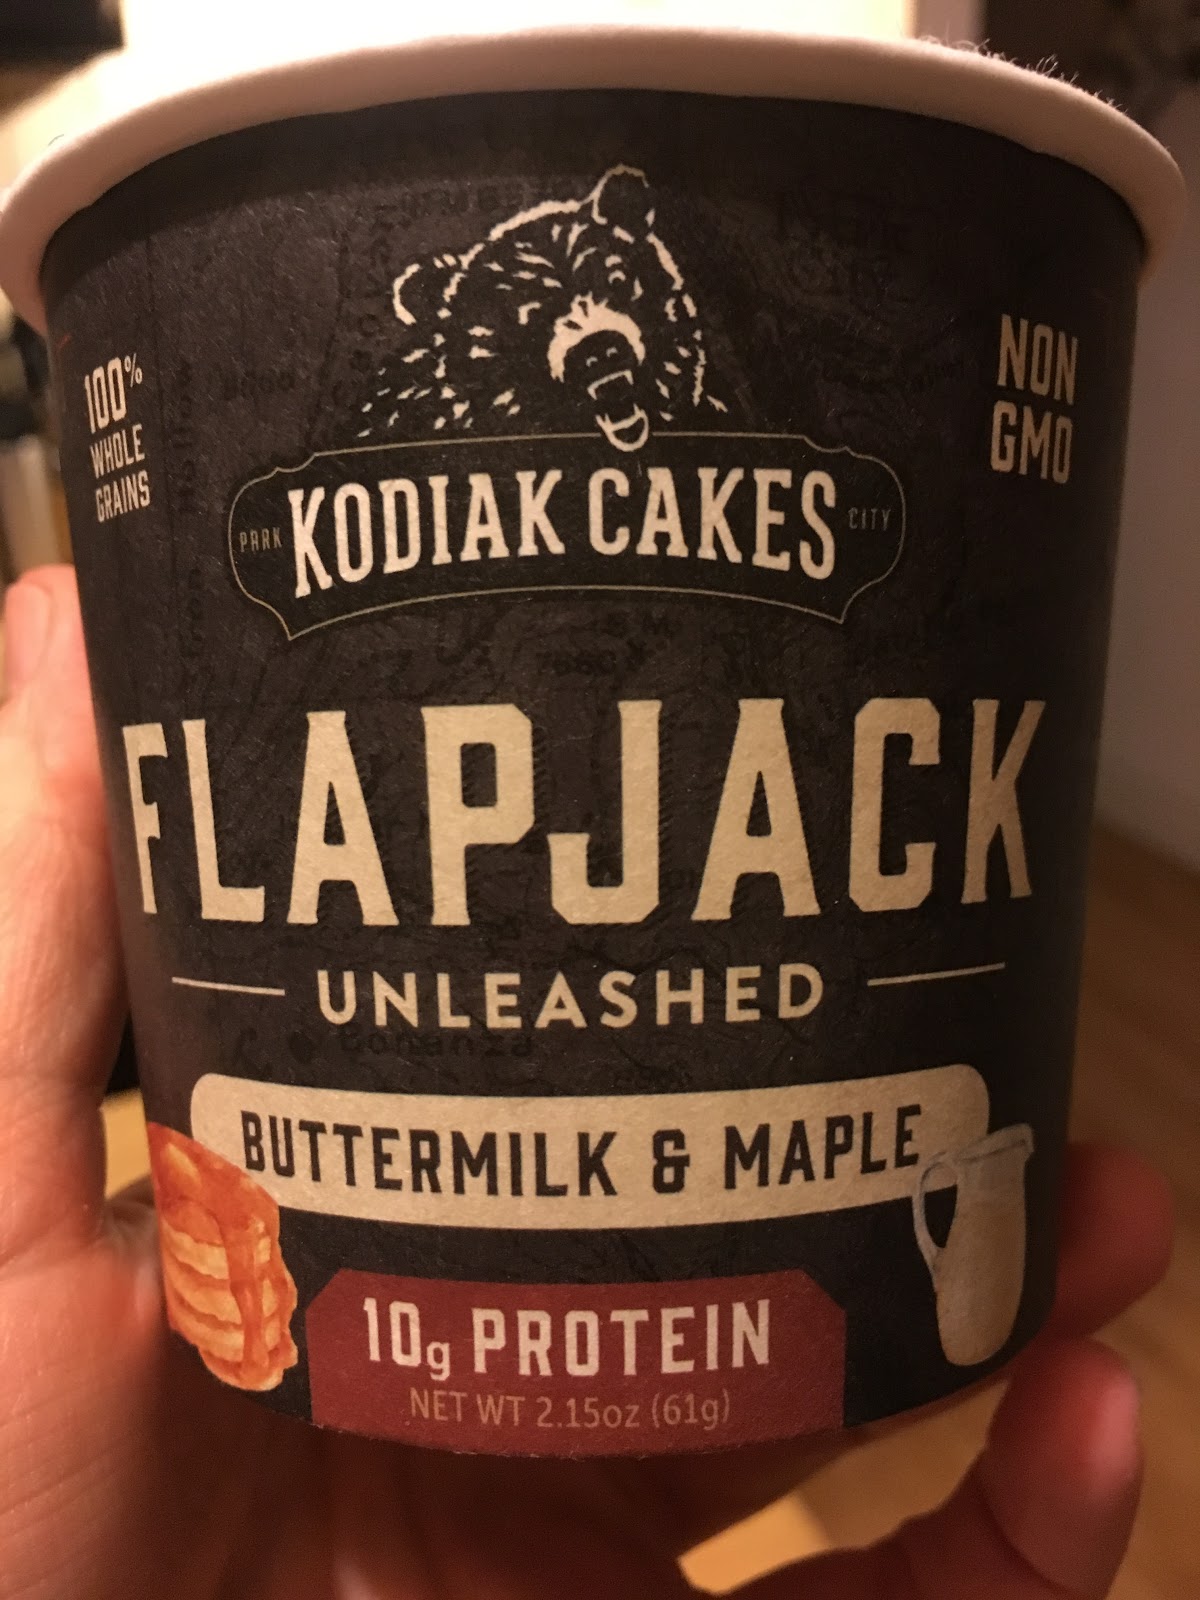 100%
WHOLE
GRAINS
NON
GMO
PARK KODIAK CAKES CITY
FLAPJACK
UNLEASHED
Bonanza
BUTTERMILK & MAPLE
10g PROTEIN
NET WT 2.15oz (61g)